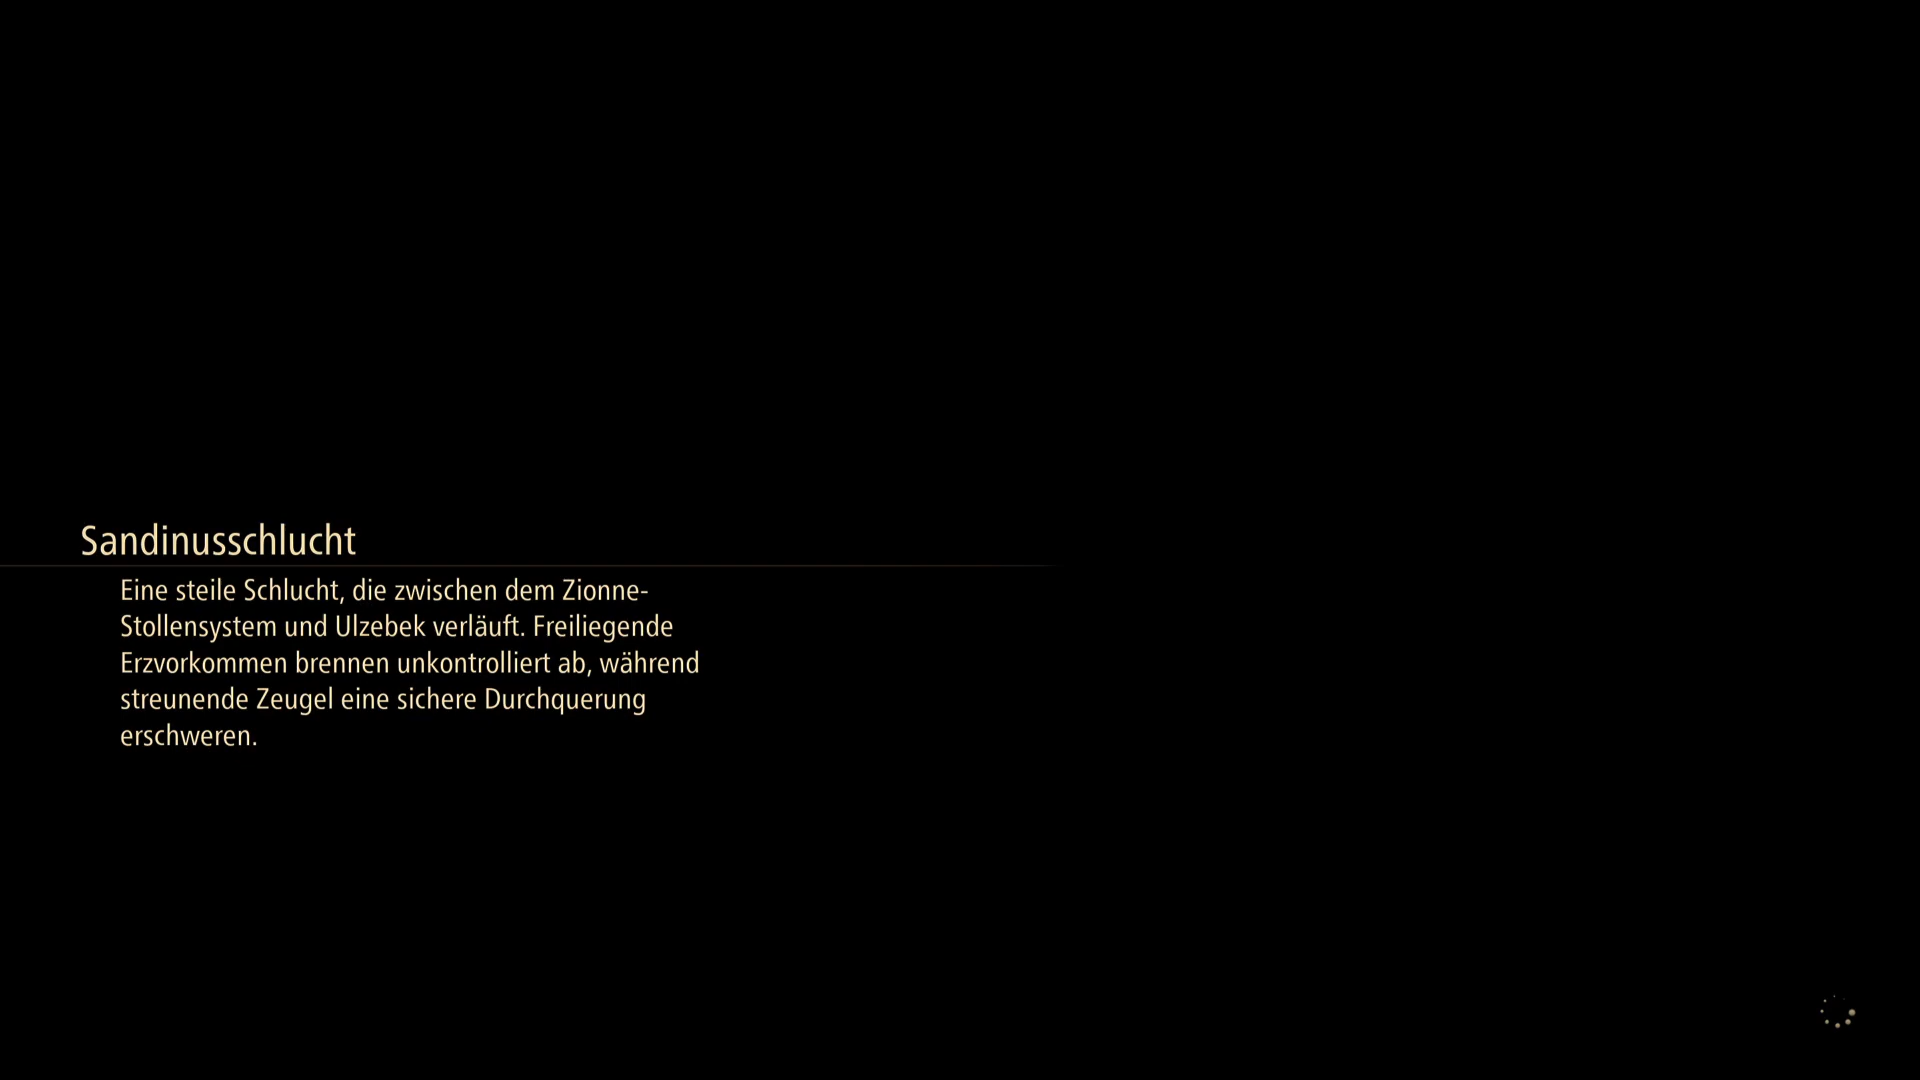 Sandinusschlucht
Eine steile Schlucht, die zwischen dem Zionne-
Stollensystem und Ulzebek verläuft. Freiliegende
Erzvorkommen brennen unkontrolliert ab, während
streunende Zeugel eine sichere Durchquerung
erschweren.